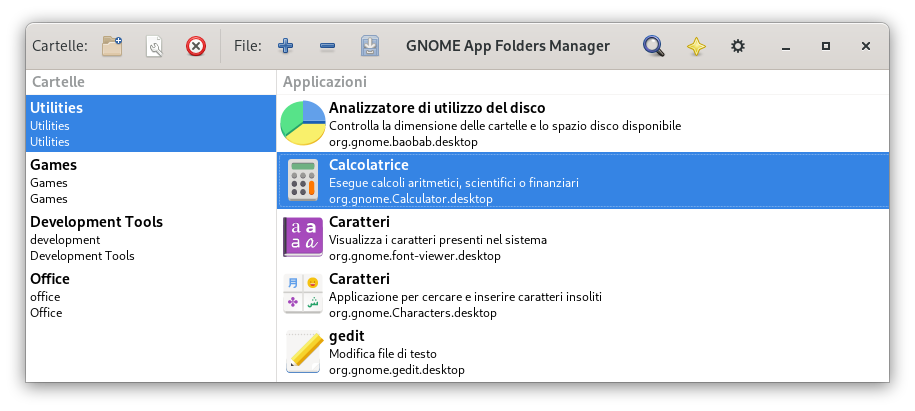 Cartelle:
File:
GNOME App Folders Manager
Cartelle
Utilities
Utilities
Utilities
Games
Games
Games
Development Tools
development
Development Tools
Office
office
Office
Applicazioni
Analizzatore di utilizzo del disco
Controlla la dimensione delle cartelle e lo spazio disco disponibile
org.gnome.baobab.desktop
Calcolatrice
Esegue calcoli aritmetici, scientifici o finanziari
org.gnome.Calculator.desktop
a a
a a
Caratteri
Visualizza i caratteri presenti nel sistema
org.gnome.font-viewer.desktop
月
ش
Caratteri
Applicazione per cercare e inserire caratteri insoliti
org.gnome.Characters.desktop
gedit
Modifica file di testo
org.gnome.gedit.desktop